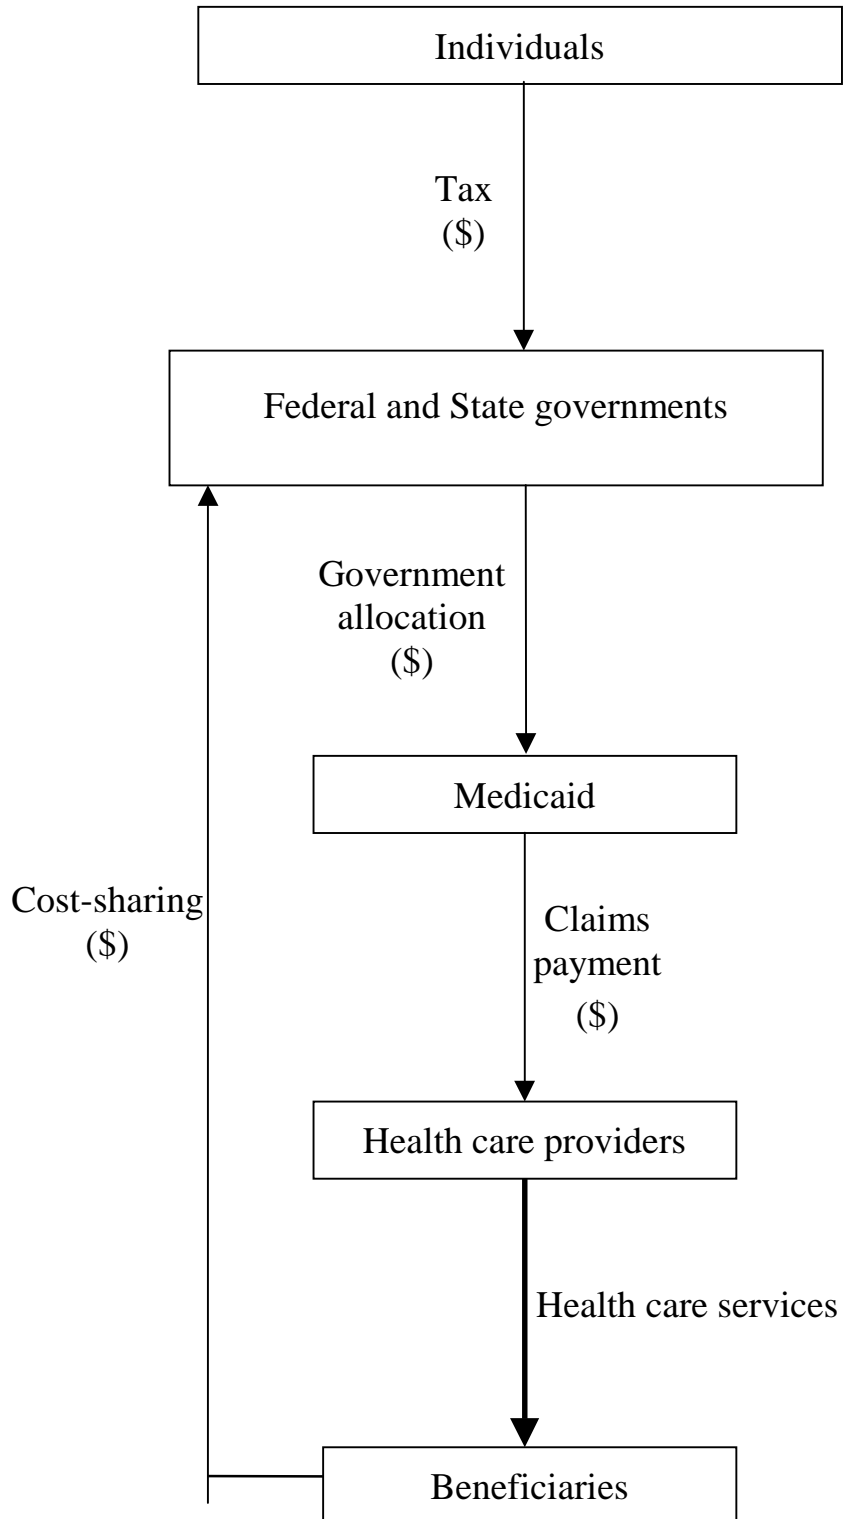 Individuals
Tax
($)
Federal and State governments
Government
allocation
($)
Medicaid
Cost-sharing
($)
Claims
payment
($)
Health care providers
Health care services
Beneficiaries